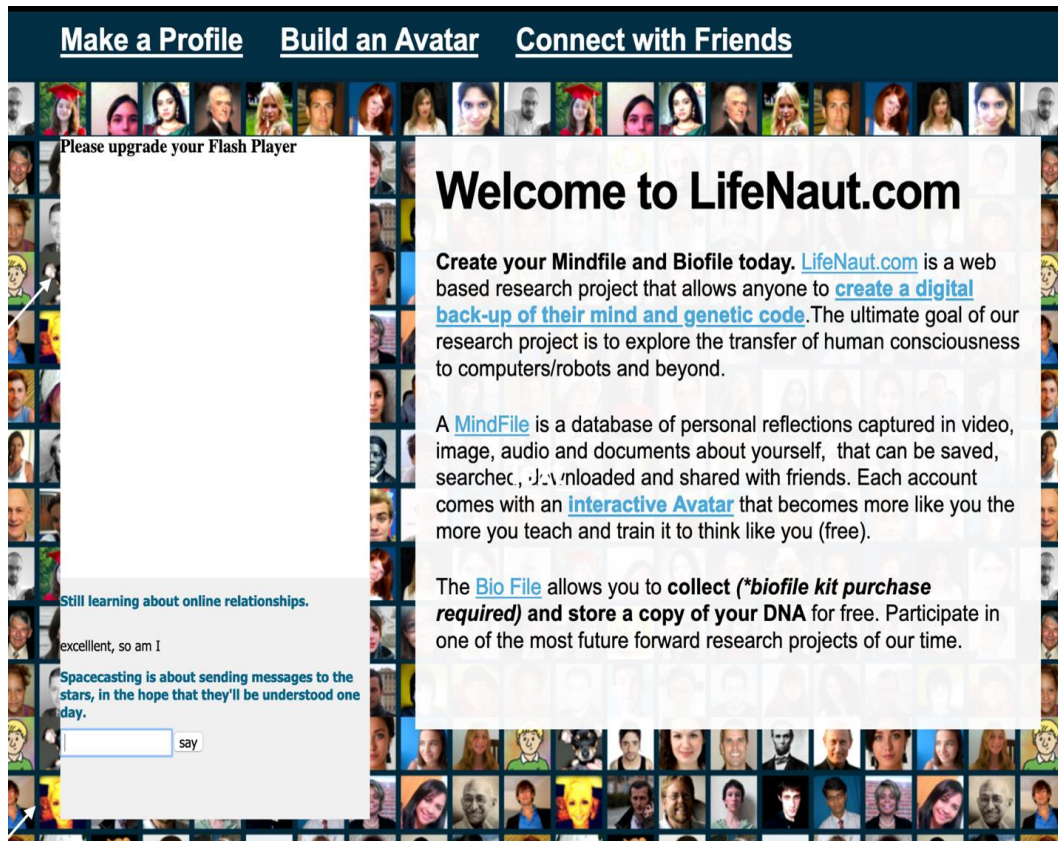 Make a Profile Build an Avatar Connect with Friends
Please upgrade your Flash Player
Still learning about online relationships.
excelllent, so am I
Spacecasting is about sending messages to the
stars, in the hope that they'll be understood one
day.
say
Welcome to LifeNaut.com
Create your Mindfile and Biofile today. LifeNaut.com is a web
based research project that allows anyone to create a digital
back-up of their mind and genetic code.The ultimate goal of our
research project is to explore the transfer of human consciousness
to computers/robots and beyond.
A MindFile is a database of personal reflections captured in video,
image, audio and documents about yourself, that can be saved,
searched, downloaded and shared with friends. Each account
comes with an interactive Avatar that becomes more like you the
more you teach and train it to think like you (free).
The Bio File allows you to collect (*biofile kit purchase
required) and store a copy of your DNA for free. Participate in
one of the most future forward research projects of our time.